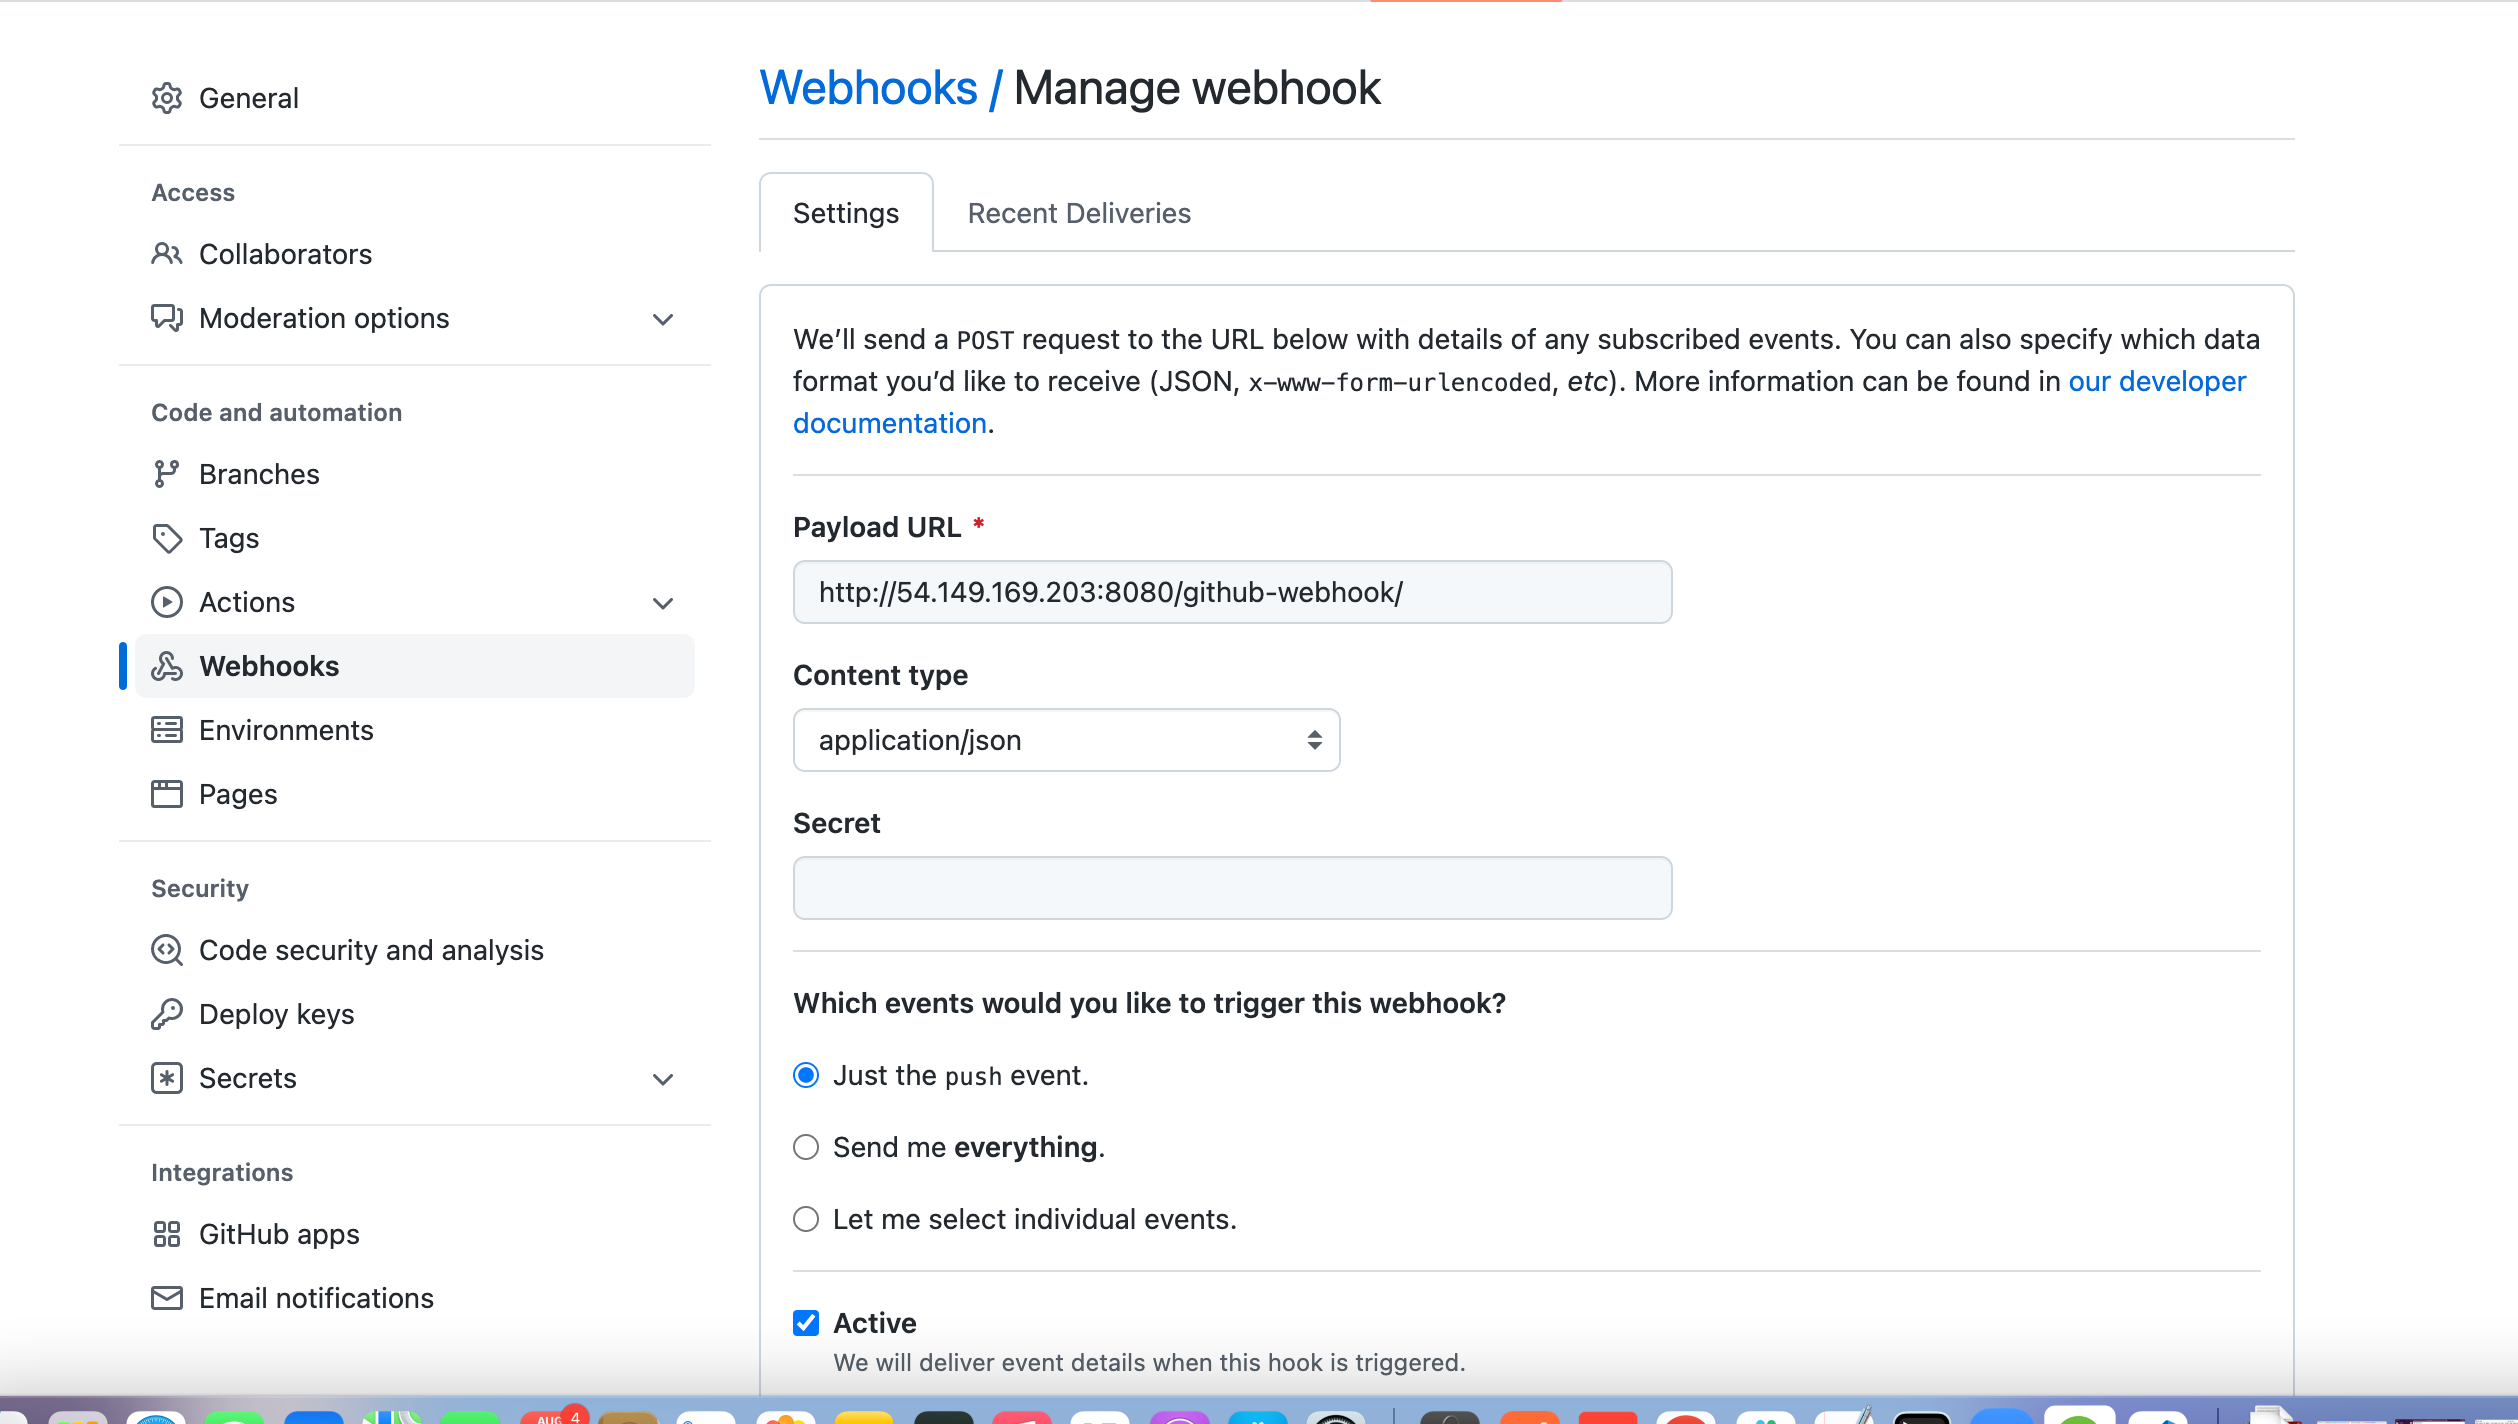 General
Access
Collaborators
Moderation options
Code and automation
Branches
Tags
Actions
Webhooks
Environments
Pages
Security
Code security and analysis
Deploy keys
Secrets
Integrations
GitHub apps
Email notifications
Webhooks / Manage webhook
Settings
Recent Deliveries
We’ll send a POST request to the URL below with details of any subscribed events. You can also specify which data
format you’d like to receive (JSON, x-www-form-urlencoded, etc). More information can be found in our developer
documentation.
Payload URL *
http://54.149.169.203:8080/github-webhook/
Content type
application/json
Secret
Which events would you like to trigger this webhook?
Just the push event.
Send me everything.
Let me select individual events.
Active
We will deliver event details when this hook is triggered.
AUG
4